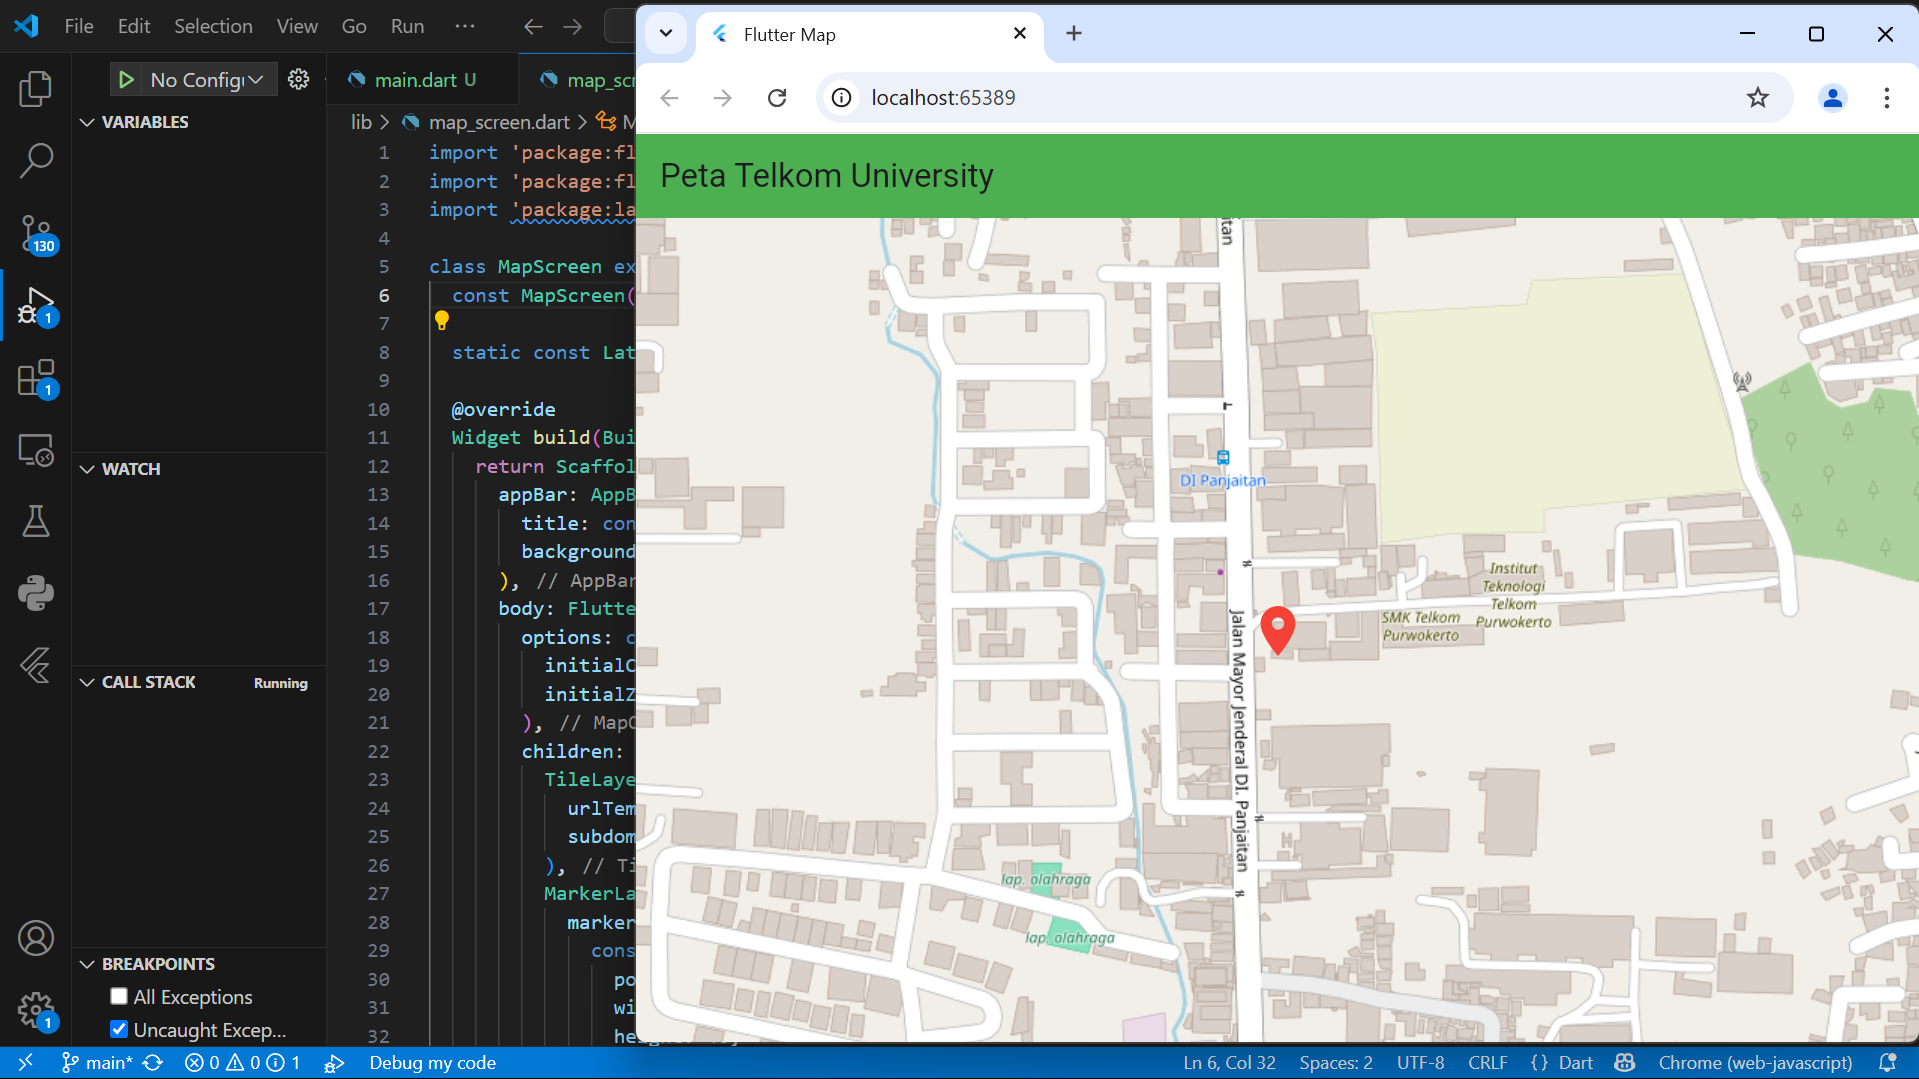 File Edit Selection View Go Run ···
No Config
VARIABLES
WATCH
CALL STACK Running
BREAKPOINTS
All Exceptions
Uncaught Excep...
130
1
1
1
main.dart U
map_scr
lib > map_screen.dart > M
1 import 'package:fl
2 import 'package:fl
3 import 'package:la
4
5 class MapScreen ex
6 const MapScreen(
7
8 static const Lat
9
10 @override
11 Widget build(Bui
12 return Scaffol
13 appBar: AppB
14 title: con
15 background
16 ), // AppBar
17 body: Flutte
18 options: c
19 initialC
20 initialZ
21 ), // MapO
22 children:
23 TileLaye
24 urlTem
25 subdom
26 ), // Ti
27 MarkerLa
28 marker
29 cons
30 po
31 wi
32 he
Flutter Map
localhost:65389
Peta Telkom University
itan
DI Panjaitan
Institut
Teknologi
Telkom
Purwokerto
SMK Telkom
Purwokerto
Jalan Mayor Jenderal DI. Panjaitan
lap. olahraga
lap. olahraga
main* 0 0 1 Debug my code
Ln 6, Col 32 Spaces: 2 UTF-8 CRLF {} Dart Chrome (web-javascript)